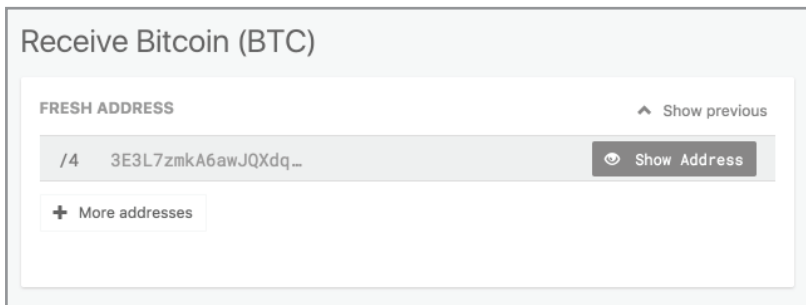 Receive Bitcoin (BTC)
FRESH ADDRESS
Show previous
/4 3E3L7zmkA6awJQXdq… Show Address
+ More addresses